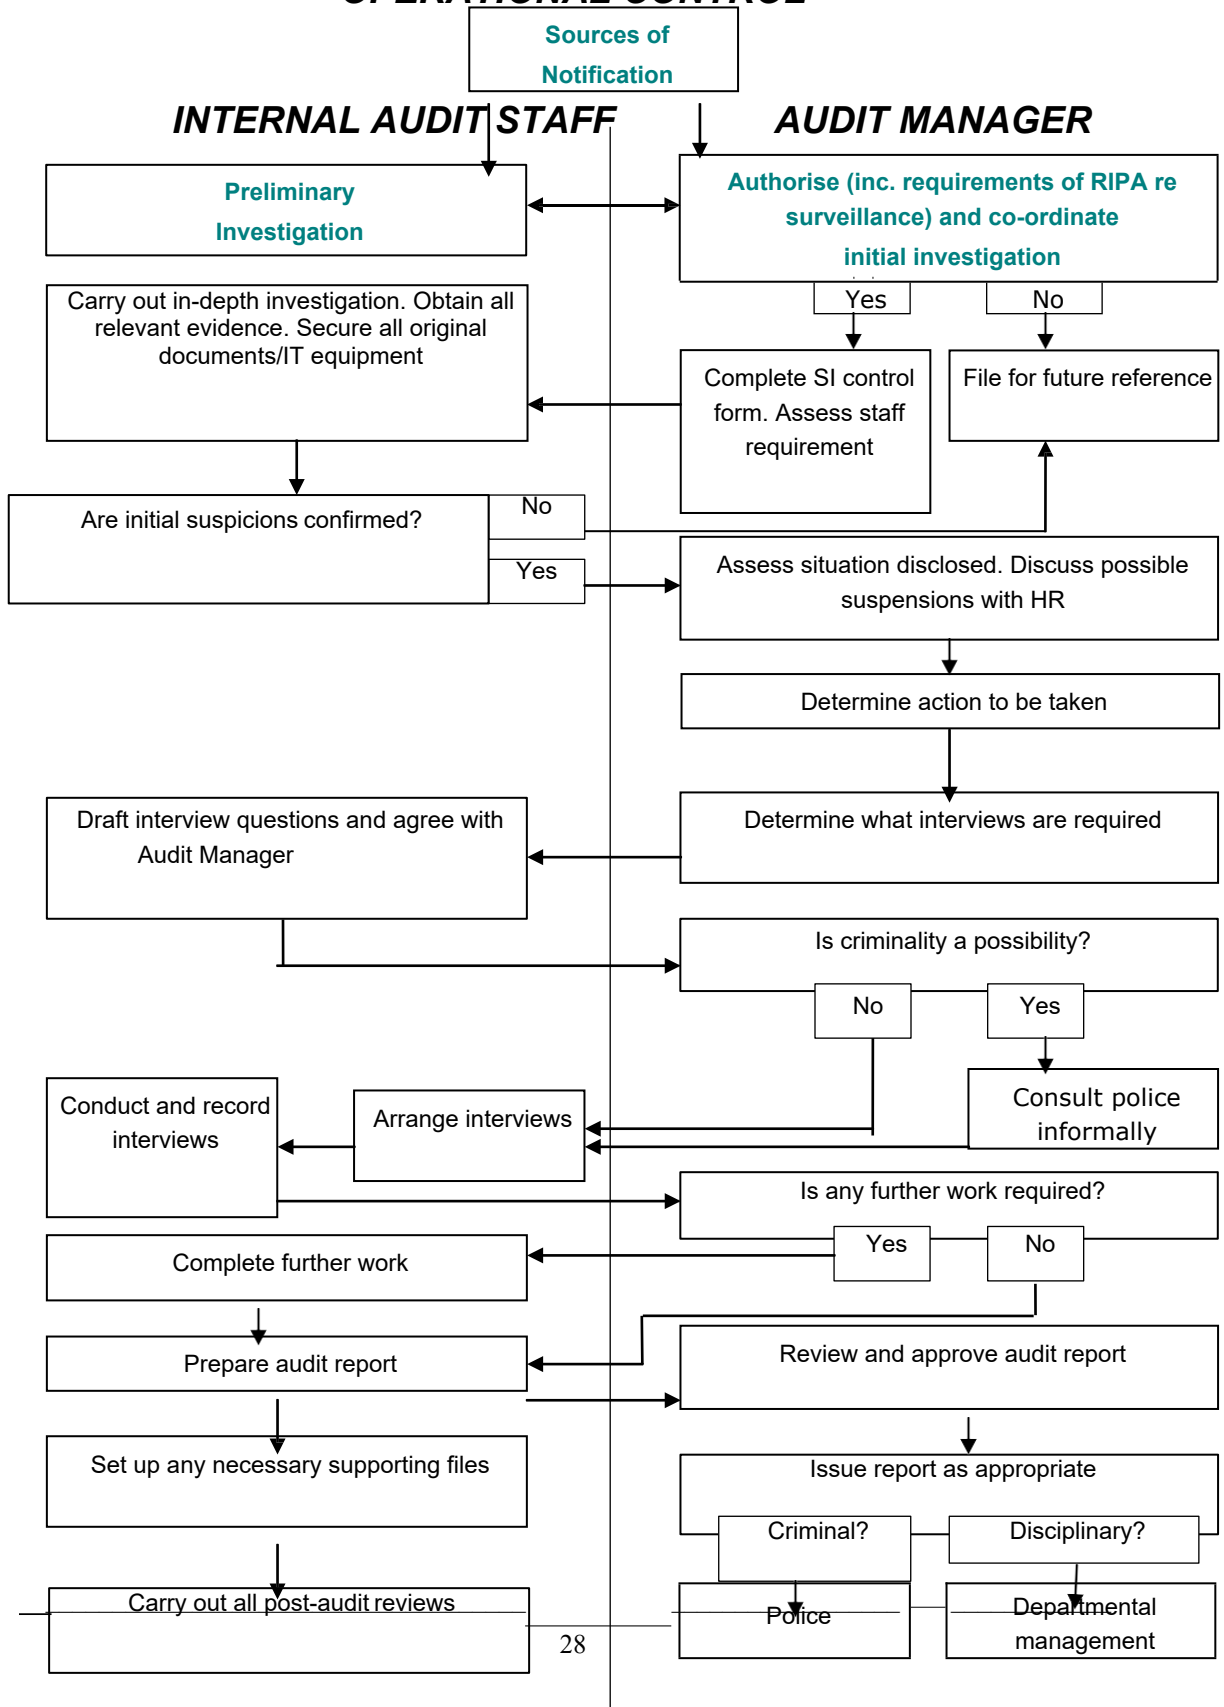 OPERATIONAL CONTROL
Sources of
Notification
INTERNAL AUDIT STAFF
AUDIT MANAGER
Preliminary
Investigation
Authorise (inc. requirements of RIPA re
surveillance) and co-ordinate
initial investigation
Yes
No
Carry out in-depth investigation. Obtain all
relevant evidence. Secure all original
documents/IT equipment
Complete SI control
form. Assess staff
requirement
File for future reference
Are initial suspicions confirmed?
No
Yes
Assess situation disclosed. Discuss possible
suspensions with HR
Determine action to be taken
Draft interview questions and agree with
Audit Manager
Determine what interviews are required
Is criminality a possibility?
No
Yes
Conduct and record
interviews
Arrange interviews
Consult police
informally
Is any further work required?
Yes
No
Complete further work
Prepare audit report
Review and approve audit report
Set up any necessary supporting files
Issue report as appropriate
Criminal?
Disciplinary?
Carry out all post-audit reviews
Police
Departmental
management
28